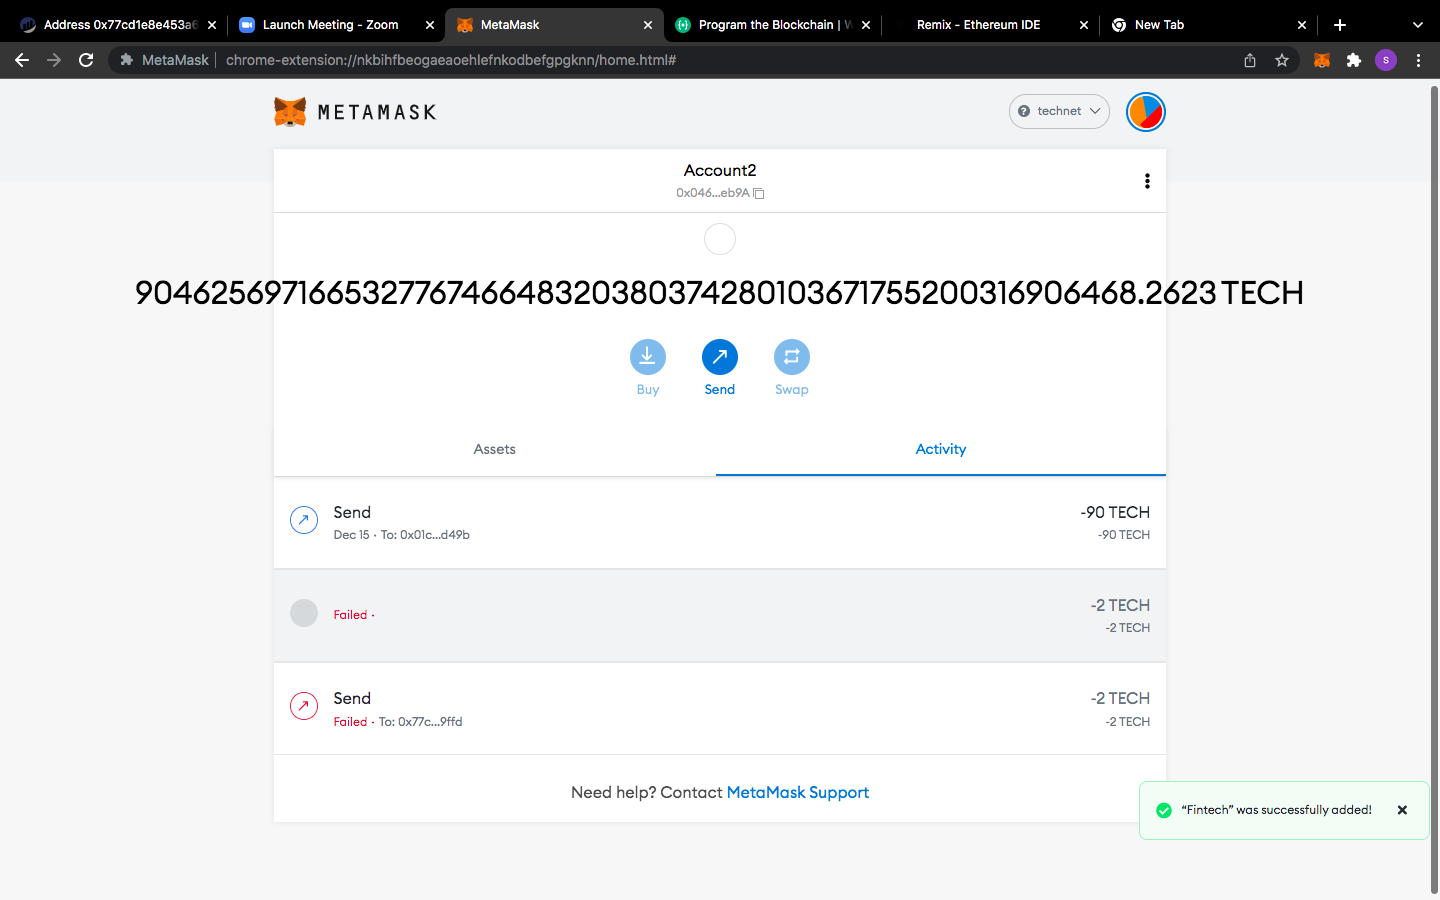 Address 0x77cd1e8e453a6
Launch Meeting - Zoom
MetaMask
Program the Blockchain | W
Remix - Ethereum IDE
New Tab
MetaMask
chrome-extension://nkbihfbeogaeaoehlefnkodbefgpgknn/home.html#
S
METAMASK
technet
Account2
0x046...eb9A
904625697166532776746648320380374280103671755200316906468.2623 TECH
Buy
Send
Swap
Assets
Activity
Send
-90 TECH
Dec 15 · To: 0x01c...d49b
-90 TECH
-2 TECH
Failed ·
-2 TECH
Send
-2 TECH
Failed · To: 0x77c...9ffd
-2 TECH
Need help? Contact MetaMask Support
“Fintech” was successfully added!